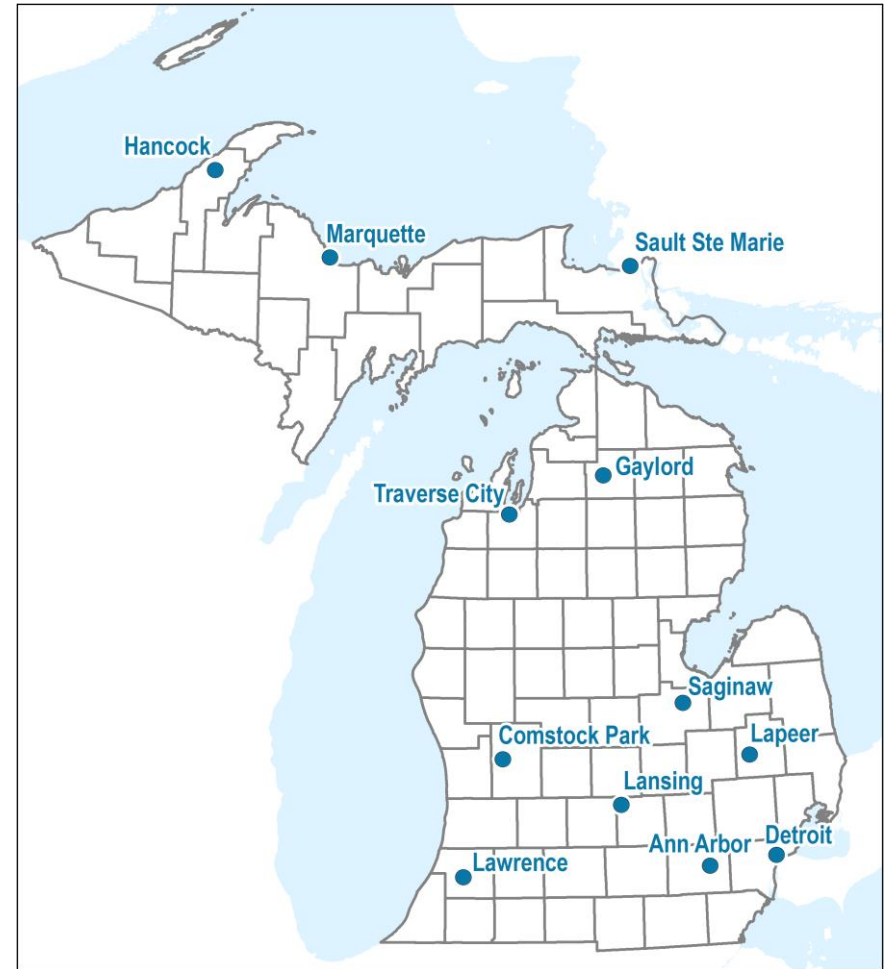 Hancock
Marquette
Sault Ste Marie
Gaylord
Traverse City
Saginaw
Comstock Park
Lapeer
Lansing
Ann Arbor
Detroit
Lawrence